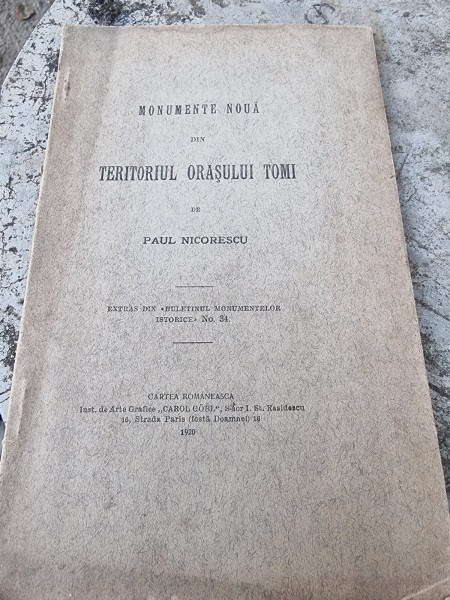 MONUMENTE NOUĂ
DIN
TERITORIUL ORAȘULUI TOMI
DE
PAUL NICORESCU
EXTRAS DIN «BULETINUL MONUMENTELOR
ISTORICE» No. 34.
CARTEA ROMANEASCA
Inst. de Arte Grafice „CAROL GÖBL", S-sor I. St. Rasidescu
16, Strada Paris (fostă Doamnei) 16
1920